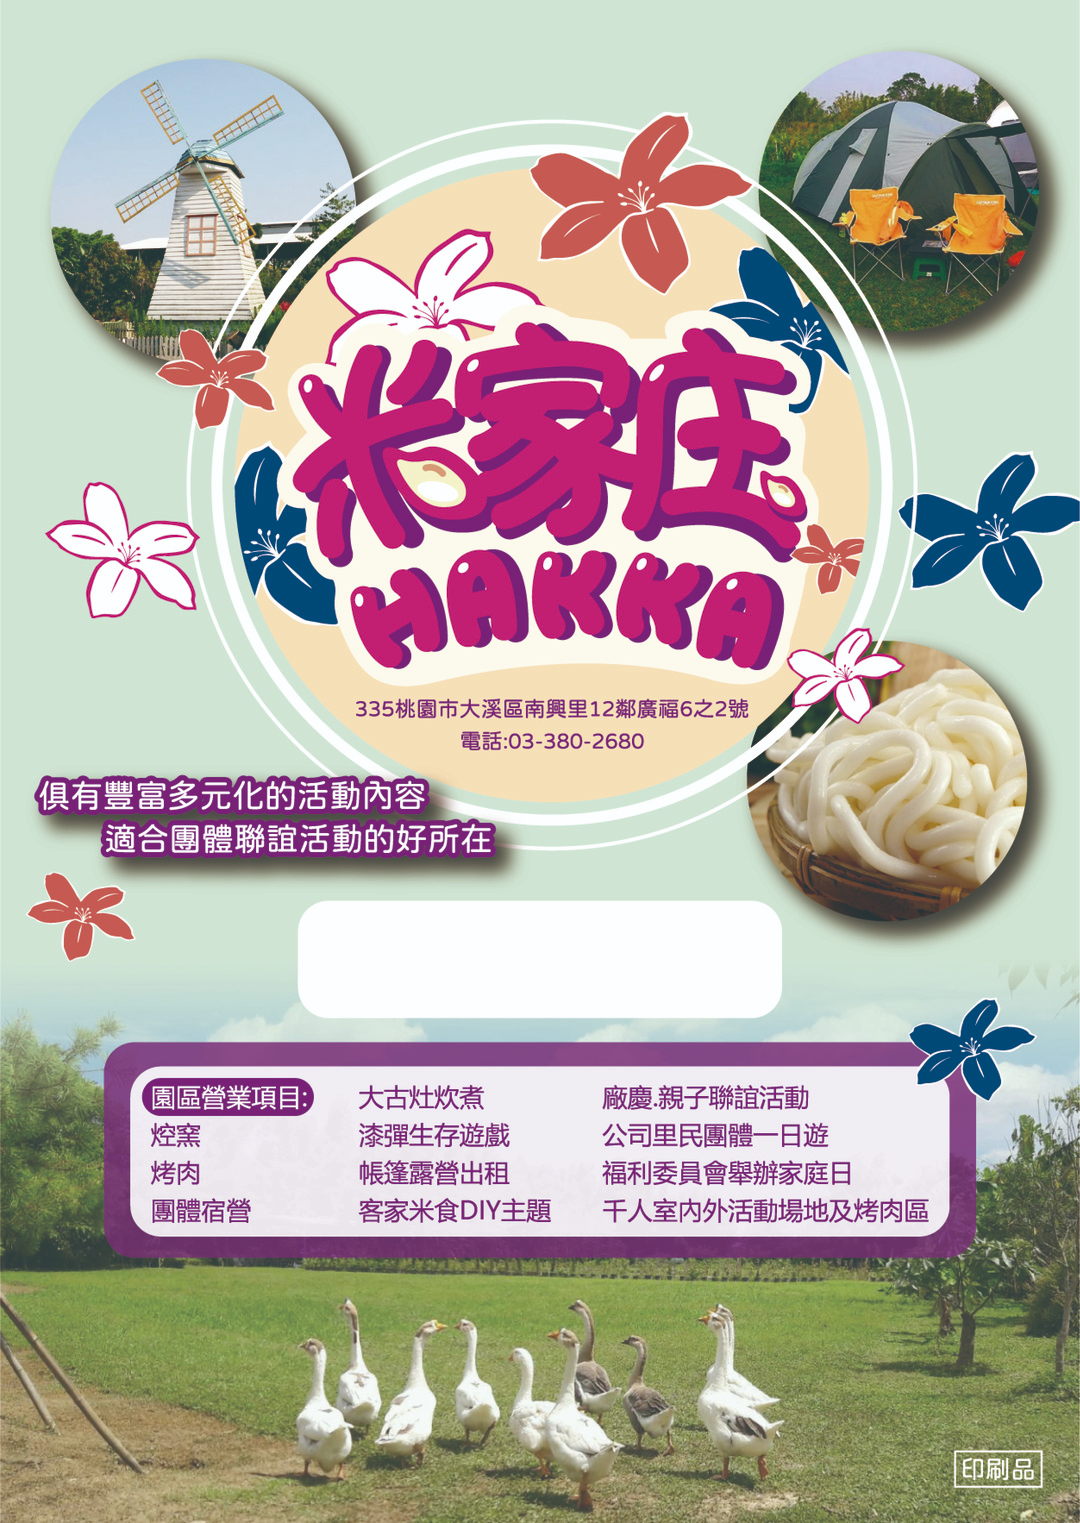 米家庄
HAKKA
335桃園市大溪區南興里12鄰廣福6之2號
電話:03-380-2680
俱有豐富多元化的活動內容
適合團體聯誼活動的好所在
園區營業項目:
焢窯
烤肉
團體宿營
大古灶炊煮
漆彈生存遊戲
帳篷露營出租
客家米食DIY主題
廠慶.親子聯誼活動
公司里民團體一日遊
福利委員會舉辦家庭日
千人室內外活動場地及烤肉區
印刷品